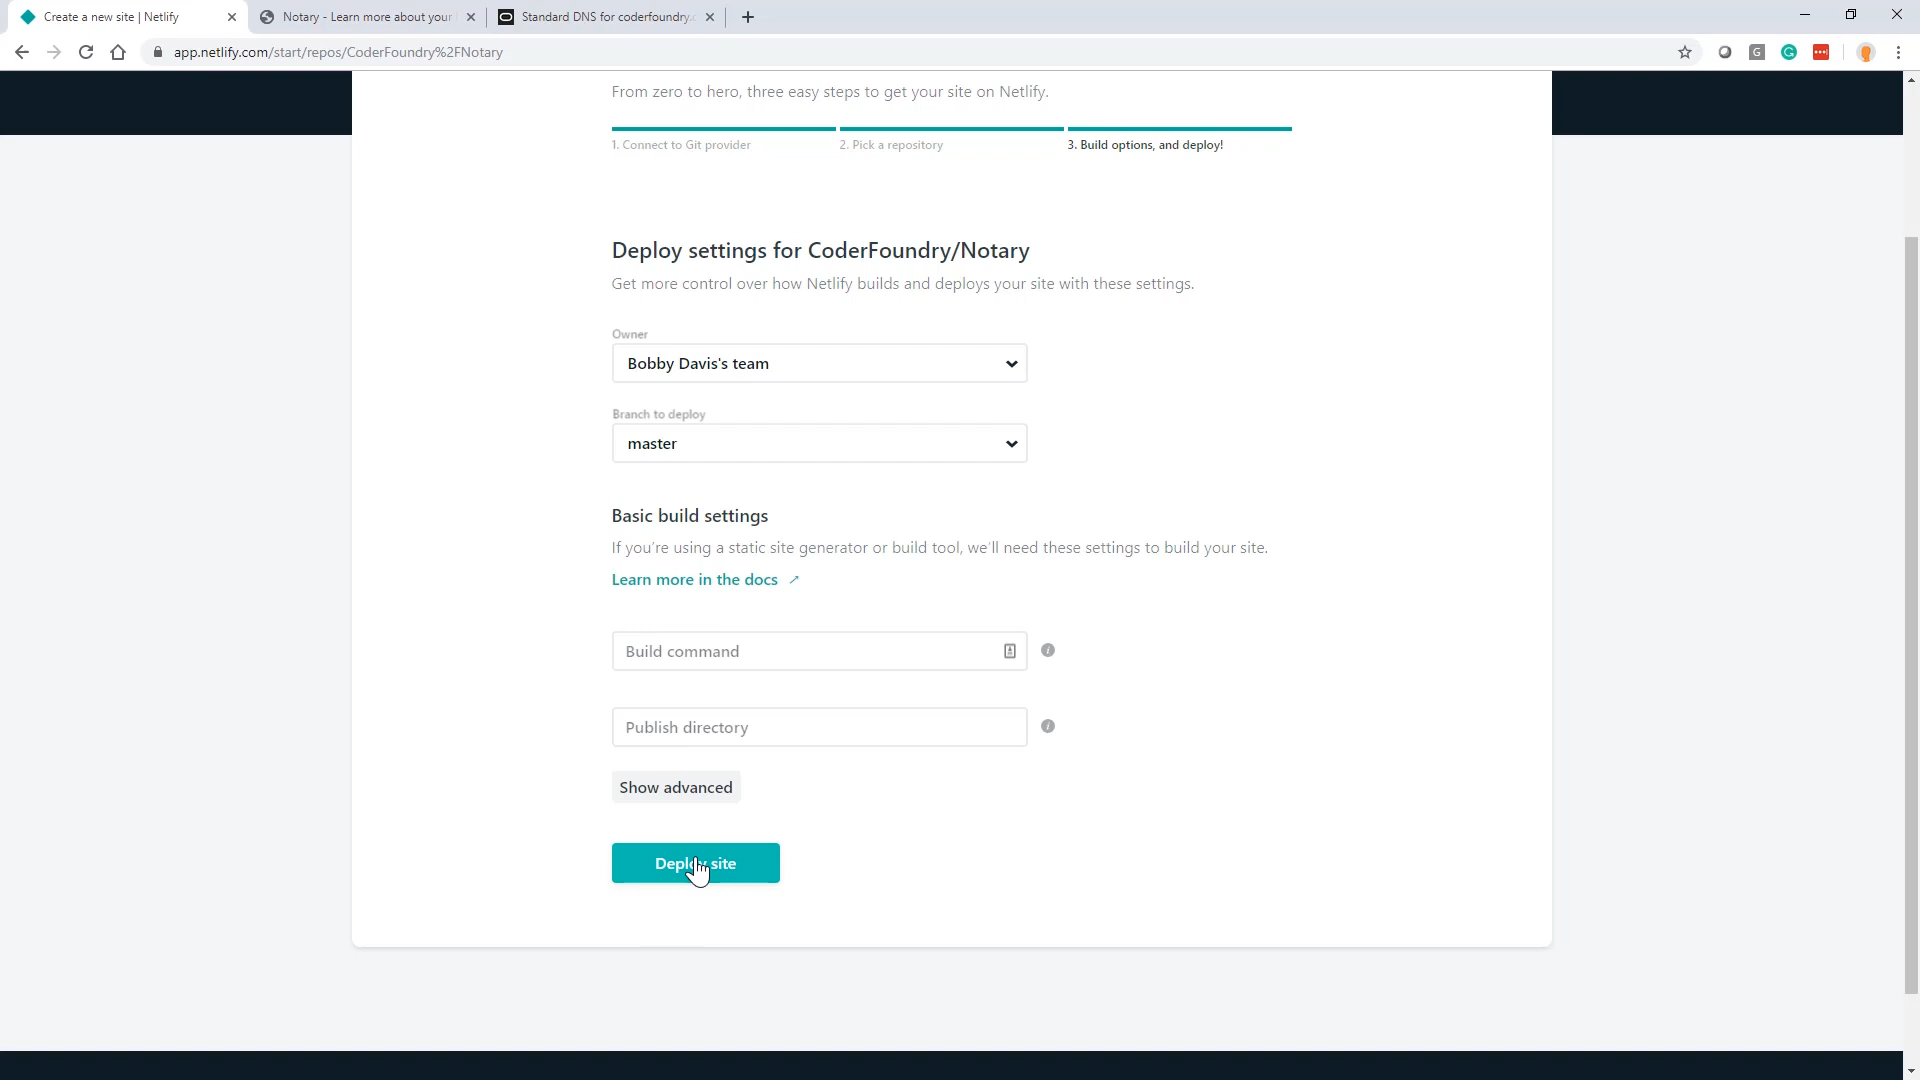 Create a new site | Netlify
Notary - Learn more about your
Standard DNS for coderfoundry.c
app.netlify.com/start/repos/CoderFoundry%2FNotary
From zero to hero, three easy steps to get your site on Netlify.
1. Connect to Git provider
2. Pick a repository
3. Build options, and deploy!
Deploy settings for CoderFoundry/Notary
Get more control over how Netlify builds and deploys your site with these settings.
Owner
Bobby Davis's team
Branch to deploy
master
Basic build settings
If you're using a static site generator or build tool, we'll need these settings to build your site.
Learn more in the docs ↗
Build command
Publish directory
Show advanced
Deploy site